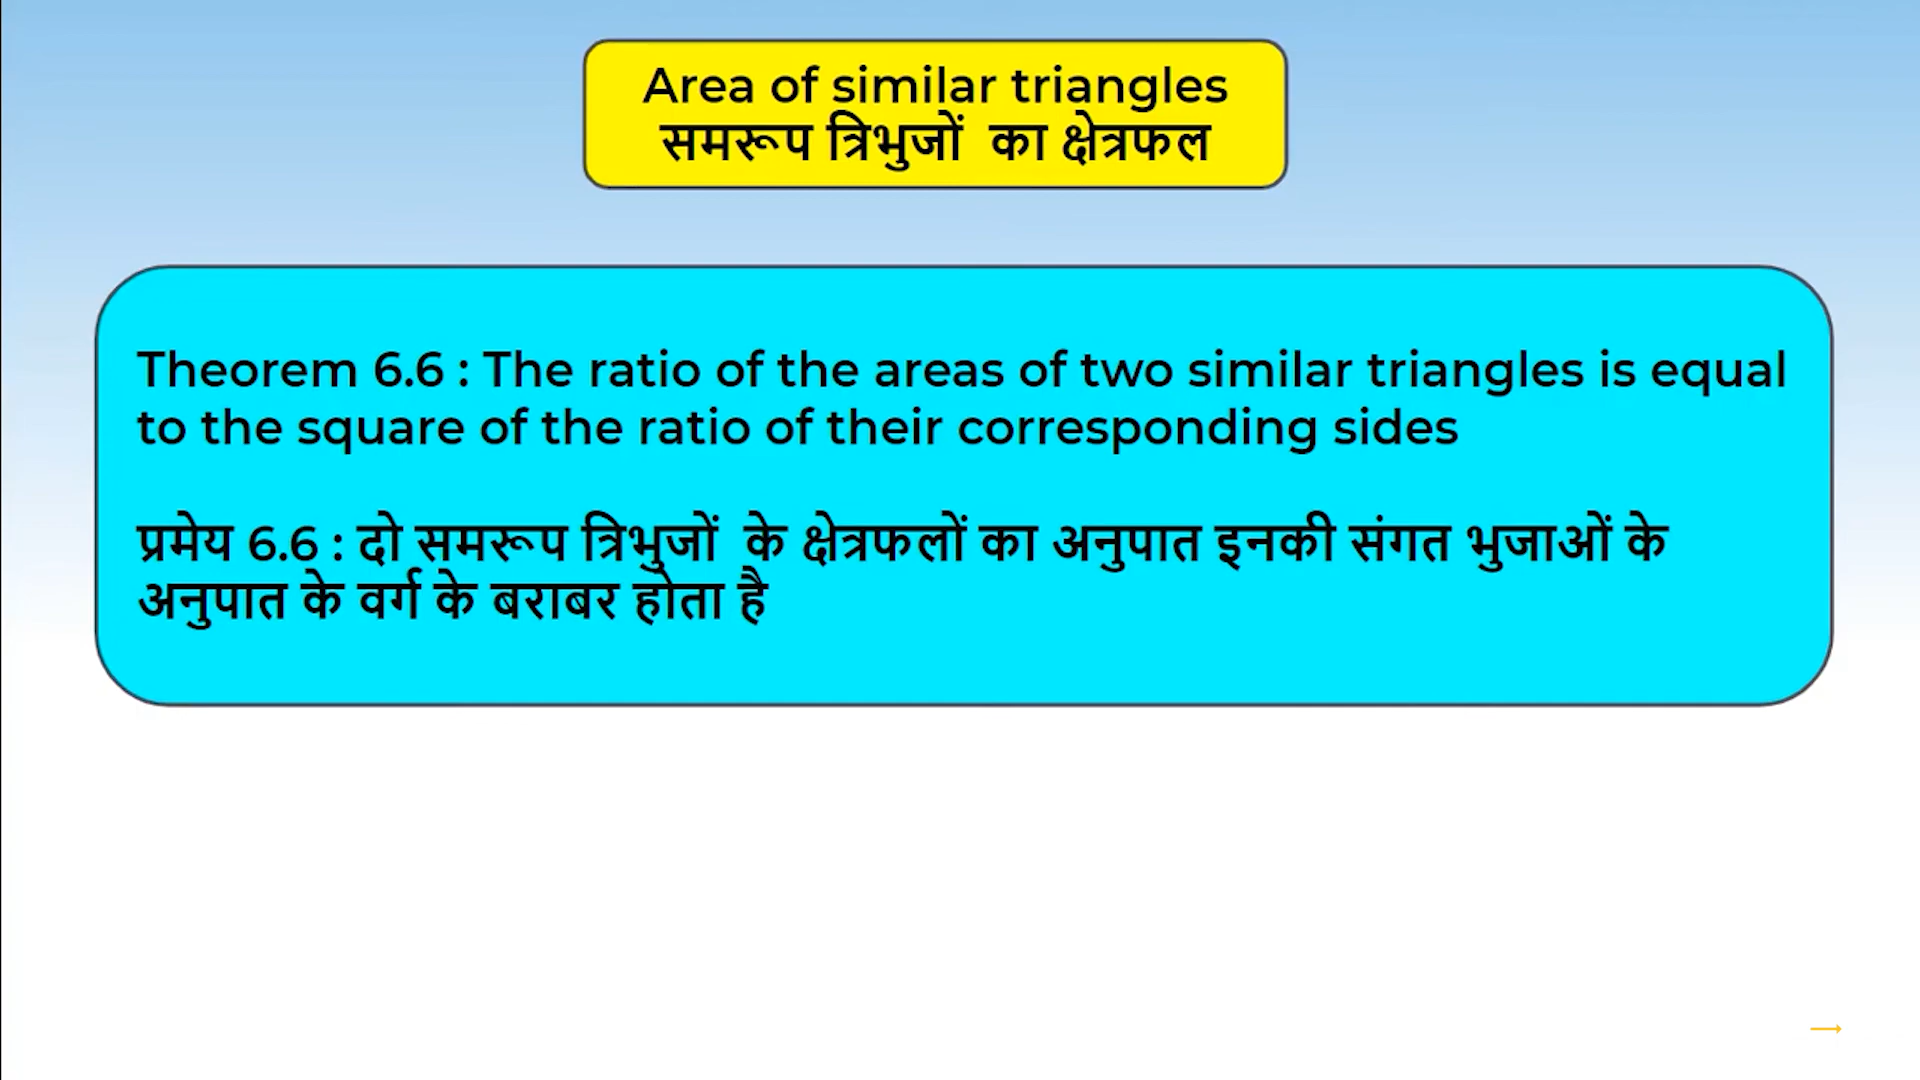 Area of similar triangles
समरूप त्रिभुजों का क्षेत्रफल
Theorem 6.6 : The ratio of the areas of two similar triangles is equal
to the square of the ratio of their corresponding sides
प्रमेय 6.6 : दो समरूप त्रिभुजों के क्षेत्रफलों का अनुपात इनकी संगत भुजाओं के
अनुपात के वर्ग के बराबर होता है